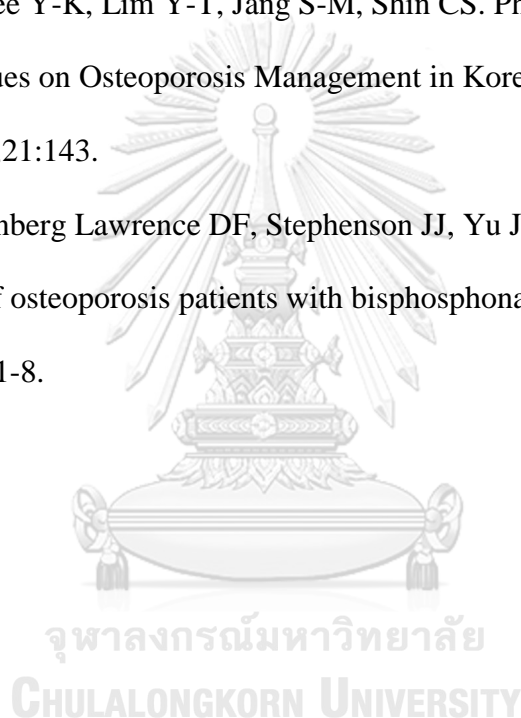 ee Y-K, Lim Y-T, Jang S-M, Shin CS. Ph
ues on Osteoporosis Management in Kore
21:143.
nberg Lawrence DF, Stephenson JJ, Yu J
f osteoporosis patients with bisphosphona
1-8.
จุฬาลงกรณ์มหาวิทยาลัย
CHULALONGKORN UNIVERSITY